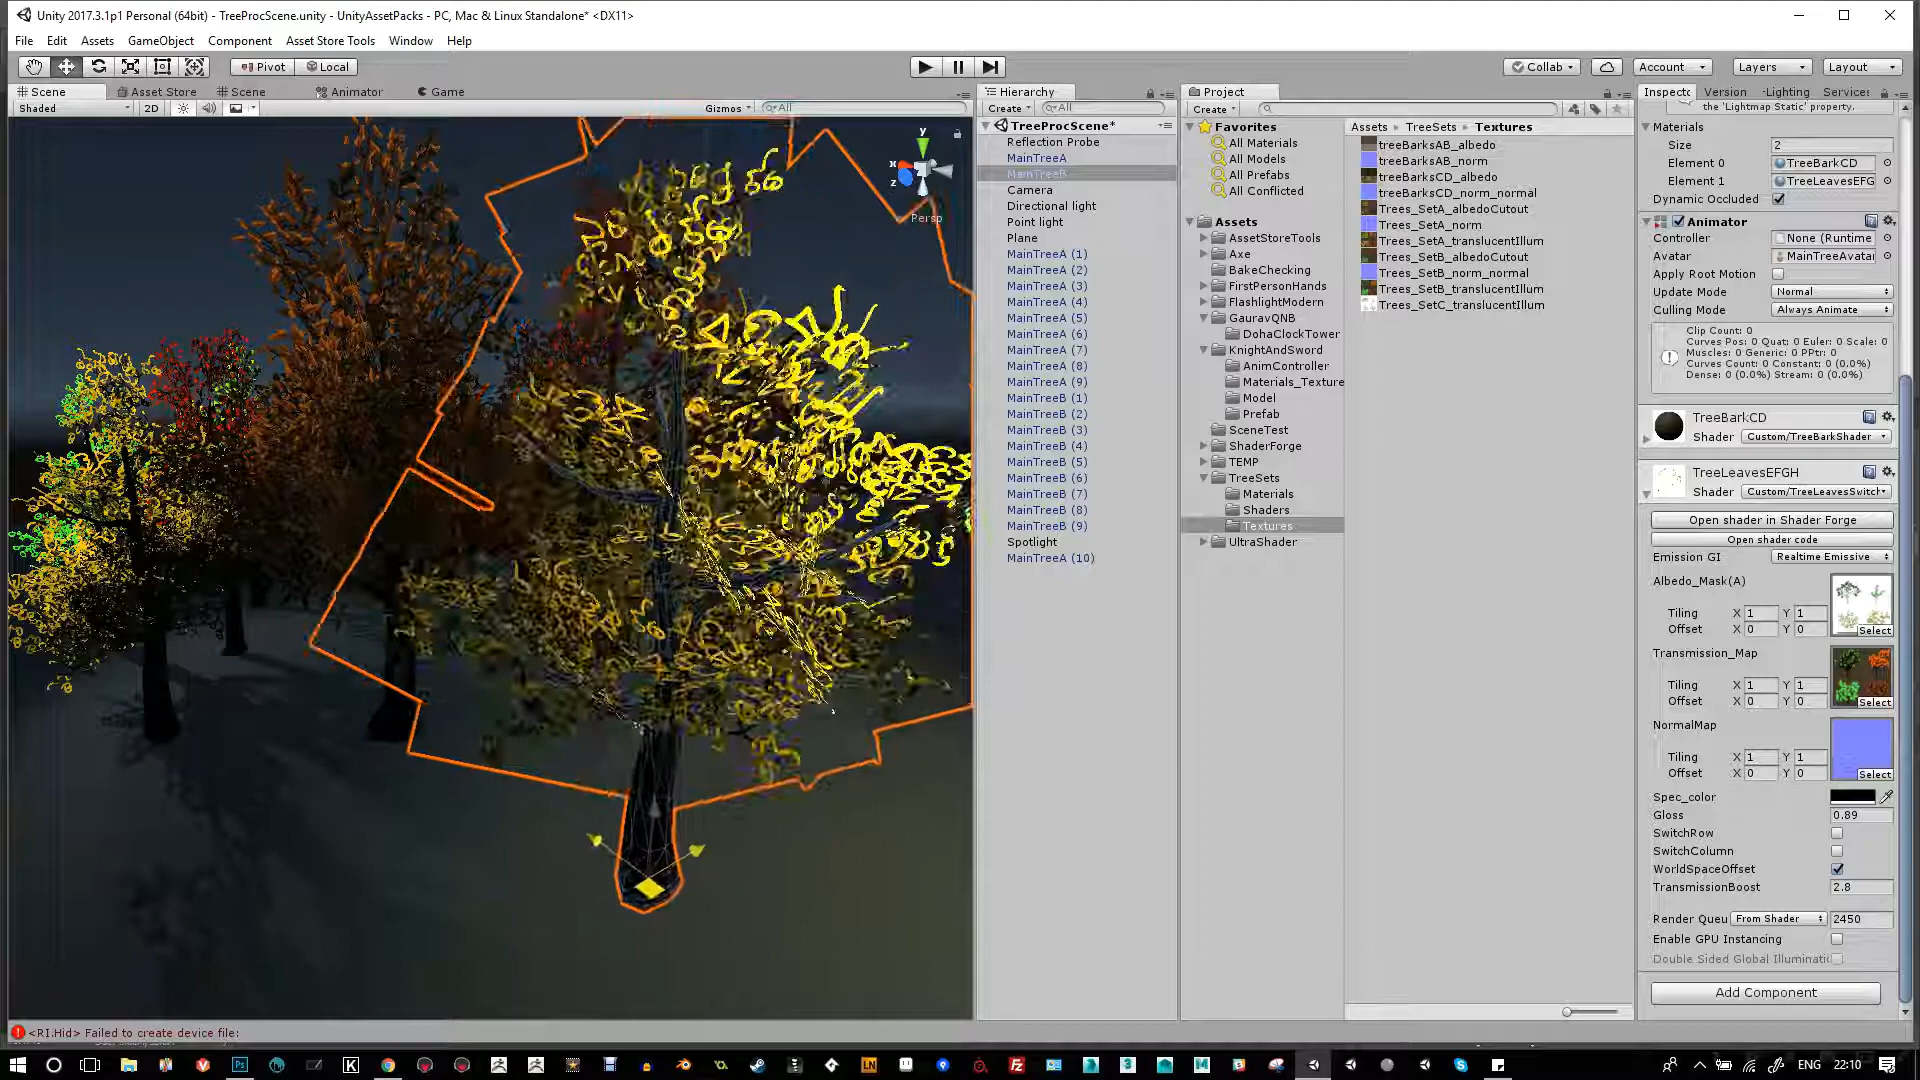 Unity 2017.3.1p1 Personal (64bit) - TreeProcScene.unity - UnityAssetPacks - PC, Mac & Linux Standalone* <DX11>
File Edit Assets GameObject Component Asset Store Tools Window Help
Pivot Local Collab Account Layers Layout
Scene Asset Store Scene Animator Game
Shaded 2D Gizmos All
y
x
z
Persp
Hierarchy
Create All
TreeProcScene*
Reflection Probe
MainTreeA
MainTreeB
Camera
Directional light
Point light
Plane
MainTreeA (1)
MainTreeA (2)
MainTreeA (3)
MainTreeA (4)
MainTreeA (5)
MainTreeA (6)
MainTreeA (7)
MainTreeA (8)
MainTreeA (9)
MainTreeB (1)
MainTreeB (2)
MainTreeB (3)
MainTreeB (4)
MainTreeB (5)
MainTreeB (6)
MainTreeB (7)
MainTreeB (8)
MainTreeB (9)
Spotlight
MainTreeA (10)
Project
Create
Favorites
All Materials
All Models
All Prefabs
All Conflicted
Assets
AssetStoreTools
Axe
BakeChecking
FirstPersonHands
FlashlightModern
GauravQNB
DohaClockTower
KnightAndSword
AnimController
Materials_Texture
Model
Prefab
SceneTest
ShaderForge
TEMP
TreeSets
Materials
Shaders
Textures
UltraShader
Assets TreeSets Textures
treeBarksAB_albedo
treeBarksAB_norm
treeBarksCD_albedo
treeBarksCD_norm_normal
Trees_SetA_albedoCutout
Trees_SetA_norm
Trees_SetA_translucentIllum
Trees_SetB_albedoCutout
Trees_SetB_norm_normal
Trees_SetB_translucentIllum
Trees_SetC_translucentIllum
Inspecto Version Lighting Services
the 'Lightmap Static' property.
Materials
Size 2
Element 0 TreeBarkCD
Element 1 TreeLeavesEFG
Dynamic Occluded
Animator
Controller None (Runtime
Avatar MainTreeAvatar
Apply Root Motion
Update Mode Normal
Culling Mode Always Animate
Clip Count: 0
Curves Pos: 0 Quat: 0 Euler: 0 Scale: 0
Muscles: 0 Generic: 0 PPtr: 0
Curves Count: 0 Constant: 0 (0.0%)
Dense: 0 (0.0%) Stream: 0 (0.0%)
TreeBarkCD
Shader Custom/TreeBarkShader
TreeLeavesEFGH
Shader Custom/TreeLeavesSwitch
Open shader in Shader Forge
Open shader code
Emission GI Realtime Emissive
Albedo_Mask(A)
Tiling X 1 Y 1
Offset X 0 Y 0 Select
Transmission_Map
Tiling X 1 Y 1
Offset X 0 Y 0 Select
NormalMap
Tiling X 1 Y 1
Offset X 0 Y 0 Select
Spec_color
Gloss 0.89
SwitchRow
SwitchColumn
WorldSpaceOffset
TransmissionBoost 2.8
Render Queu From Shader 2450
Enable GPU Instancing
Double Sided Global Illuminati
Add Component
<RI.Hid> Failed to create device file:
ENG 22:10